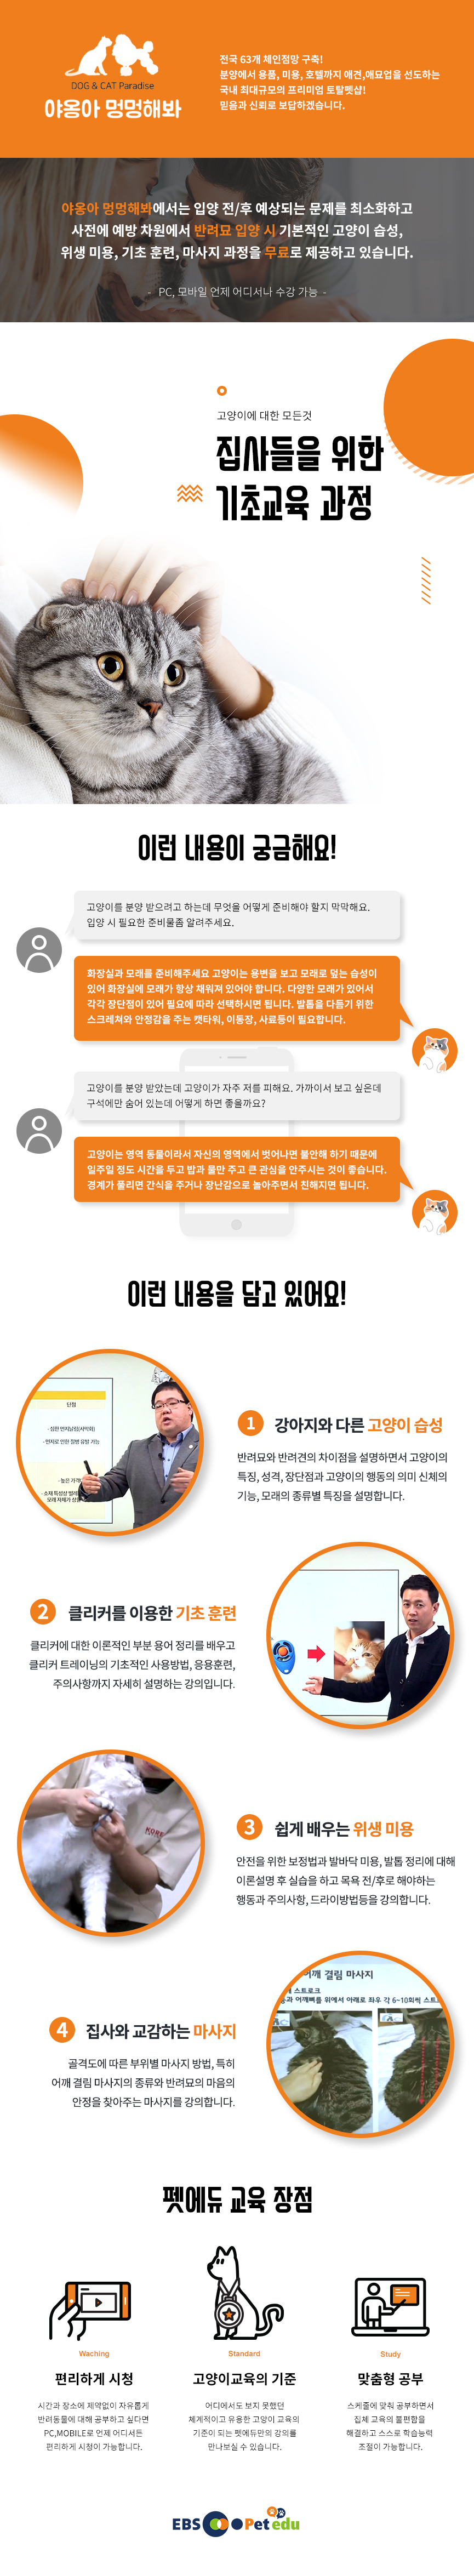 DOG & CAT Paradise
야옹아 멍멍해봐
전국 63개 체인점망 구축!
분양에서 용품, 미용, 호텔까지 애견,애묘업을 선도하는
국내 최대규모의 프리미엄 토탈펫샵!
믿음과 신뢰로 보답하겠습니다.
야옹아 멍멍해봐에서는 입양 전/후 예상되는 문제를 최소화하고
사전에 예방 차원에서 반려묘 입양 시 기본적인 고양이 습성,
위생 미용, 기초 훈련, 마사지 과정을 무료로 제공하고 있습니다.
- PC, 모바일 언제 어디서나 수강 가능 -
고양이에 대한 모든것
집사들을 위한
기초교육 과정
이런 내용이 궁금해요!
고양이를 분양 받으려고 하는데 무엇을 어떻게 준비해야 할지 막막해요.
입양 시 필요한 준비물좀 알려주세요.
화장실과 모래를 준비해주세요 고양이는 용변을 보고 모래로 덮는 습성이
있어 화장실에 모래가 항상 채워져 있어야 합니다. 다양한 모래가 있어서
각각 장단점이 있어 필요에 따라 선택하시면 됩니다. 발톱을 다듬기 위한
스크레쳐와 안정감을 주는 캣타워, 이동장, 사료등이 필요합니다.
고양이를 분양 받았는데 고양이가 자주 저를 피해요. 가까이서 보고 싶은데
구석에만 숨어 있는데 어떻게 하면 좋을까요?
고양이는 영역 동물이라서 자신의 영역에서 벗어나면 불안해 하기 때문에
일주일 정도 시간을 두고 밥과 물만 주고 큰 관심을 안주시는 것이 좋습니다.
경계가 풀리면 간식을 주거나 장난감으로 놀아주면서 친해지면 됩니다.
이런 내용을 담고 있어요!
단점
- 심한 먼지날림(사막화)
- 먼지로 인한 질병 유발 가능
- 높은 가격
1 강아지와 다른 고양이 습성
반려묘와 반려견의 차이점을 설명하면서 고양이의
특징, 성격, 장단점과 고양이의 행동의 의미 신체의
기능, 모래의 종류별 특징을 설명합니다.
2 클리커를 이용한 기초 훈련
클리커에 대한 이론적인 부분 용어 정리를 배우고
클리커 트레이닝의 기초적인 사용방법, 응용훈련,
주의사항까지 자세히 설명하는 강의입니다.
3 쉽게 배우는 위생 미용
안전을 위한 보정법과 발바닥 미용, 발톱 정리에 대해
이론설명 후 실습을 하고 목욕 전/후로 해야하는
행동과 주의사항, 드라이방법등을 강의합니다.
어깨 결림 마사지
스트로크
과 어깨뼈를 위에서 아래로 좌우 각 6~10회씩 스트
4 집사와 교감하는 마사지
골격도에 따른 부위별 마사지 방법, 특히
어깨 결림 마사지의 종류와 반려묘의 마음의
안정을 찾아주는 마사지를 강의합니다.
펫에듀 교육 장점
Waching
편리하게 시청
시간과 장소에 제약없이 자유롭게
반려동물에 대해 공부하고 싶다면
PC,MOBILE로 언제 어디서든
편리하게 시청이 가능합니다.
Standard
고양이교육의 기준
어디에서도 보지 못했던
체계적이고 유용한 고양이 교육의
기준이 되는 펫에듀만의 강의를
만나보실 수 있습니다.
Study
맞춤형 공부
스케줄에 맞춰 공부하면서
집체 교육의 불편함을
해결하고 스스로 학습능력
조절이 가능합니다.
EBS Pet edu